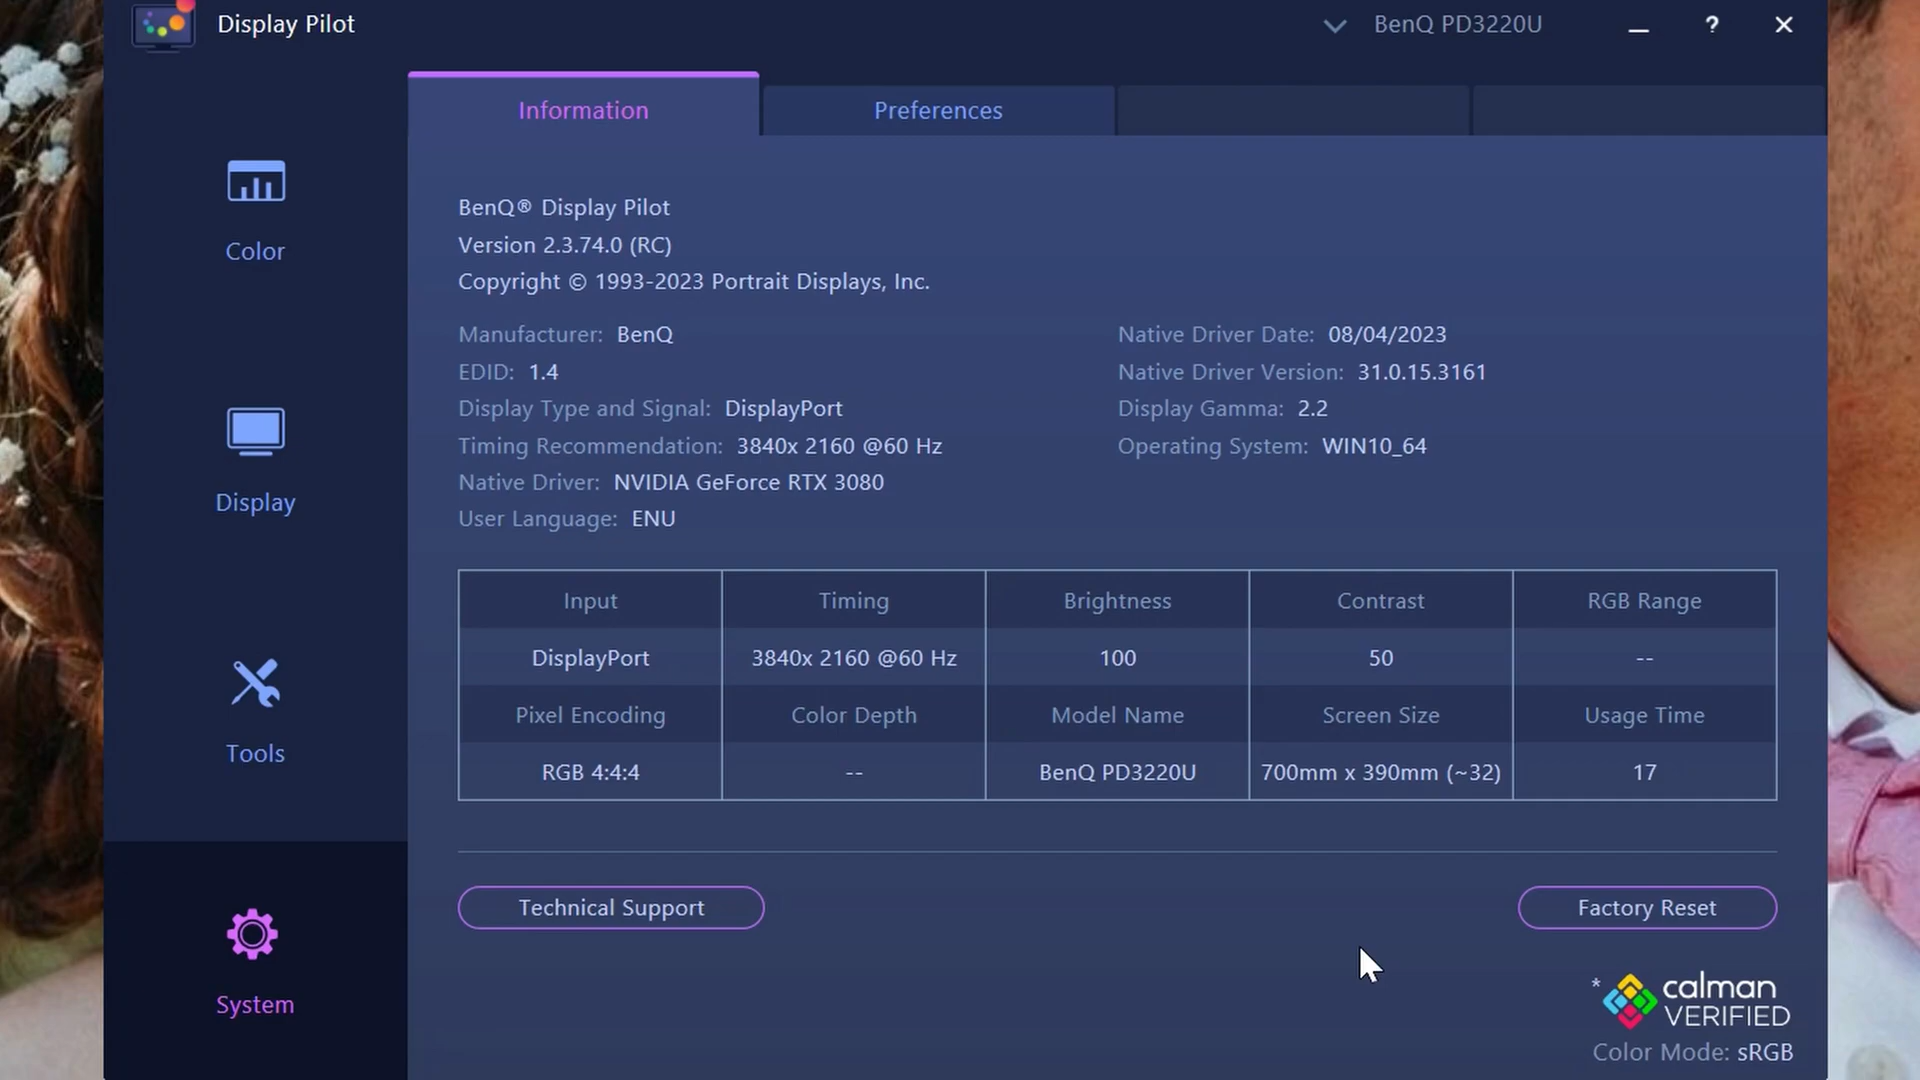 Display Pilot
BenQ PD3220U
?
Information
Preferences
Color
Display
Tools
System
BenQ® Display Pilot
Version 2.3.74.0 (RC)
Copyright © 1993-2023 Portrait Displays, Inc.
Manufacturer: BenQ
EDID: 1.4
Display Type and Signal: DisplayPort
Timing Recommendation: 3840x 2160 @60 Hz
Native Driver: NVIDIA GeForce RTX 3080
User Language: ENU
Native Driver Date: 08/04/2023
Native Driver Version: 31.0.15.3161
Display Gamma: 2.2
Operating System: WIN10_64
Input Timing Brightness Contrast RGB Range
DisplayPort 3840x 2160 @60 Hz 100 50 --
Pixel Encoding Color Depth Model Name Screen Size Usage Time
RGB 4:4:4 -- BenQ PD3220U 700mm x 390mm (~32) 17
Technical Support
Factory Reset
* calman
VERIFIED
Color Mode: sRGB